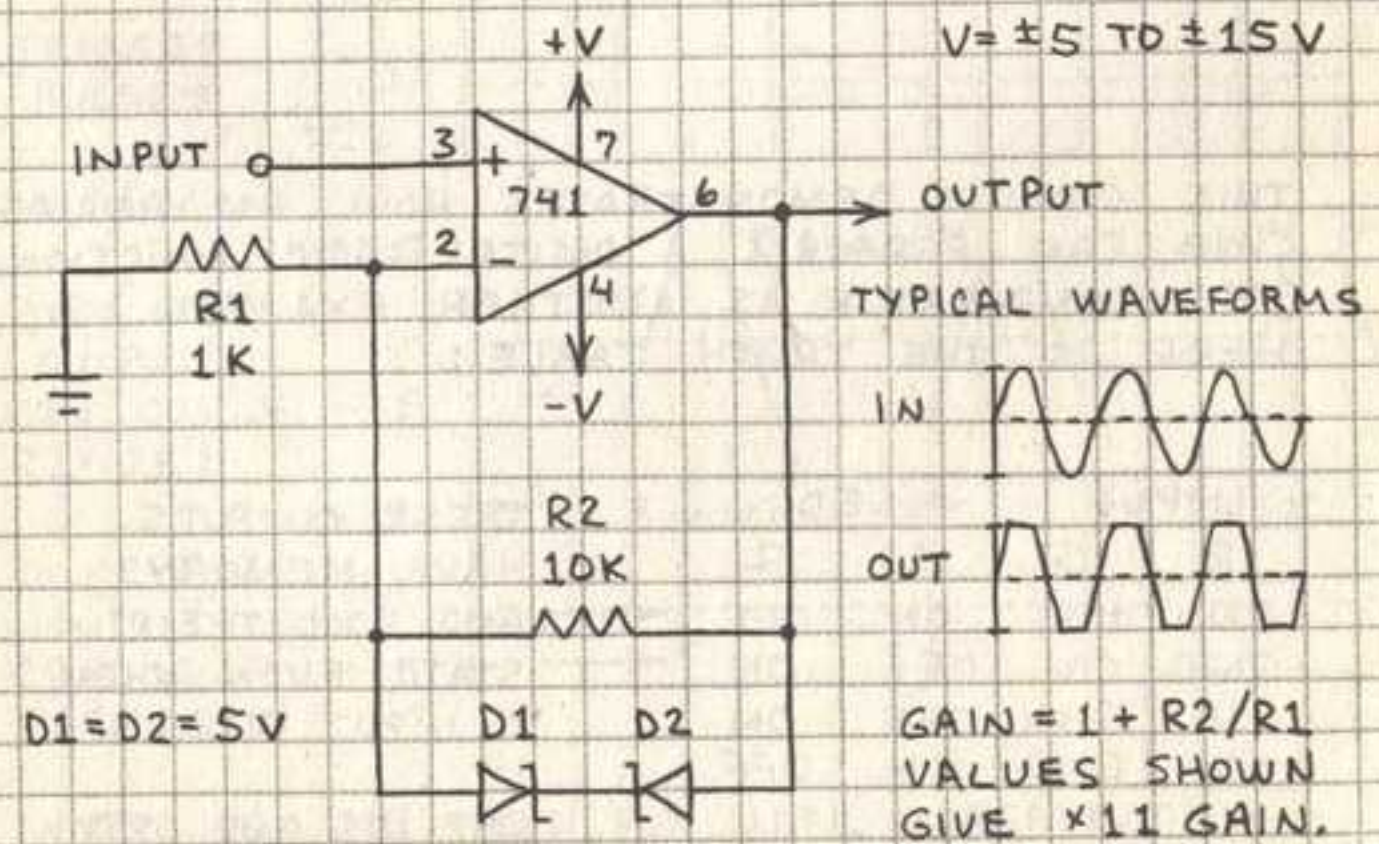 +V
V= ±5 TO ±15 V
INPUT
3
+
7
741
6
OUTPUT
2
-
4
R1
1K
-V
TYPICAL WAVEFORMS
IN
R2
10K
OUT
D1=D2=5V
D1
D2
GAIN = 1 + R2/R1
VALUES SHOWN
GIVE ×11 GAIN.